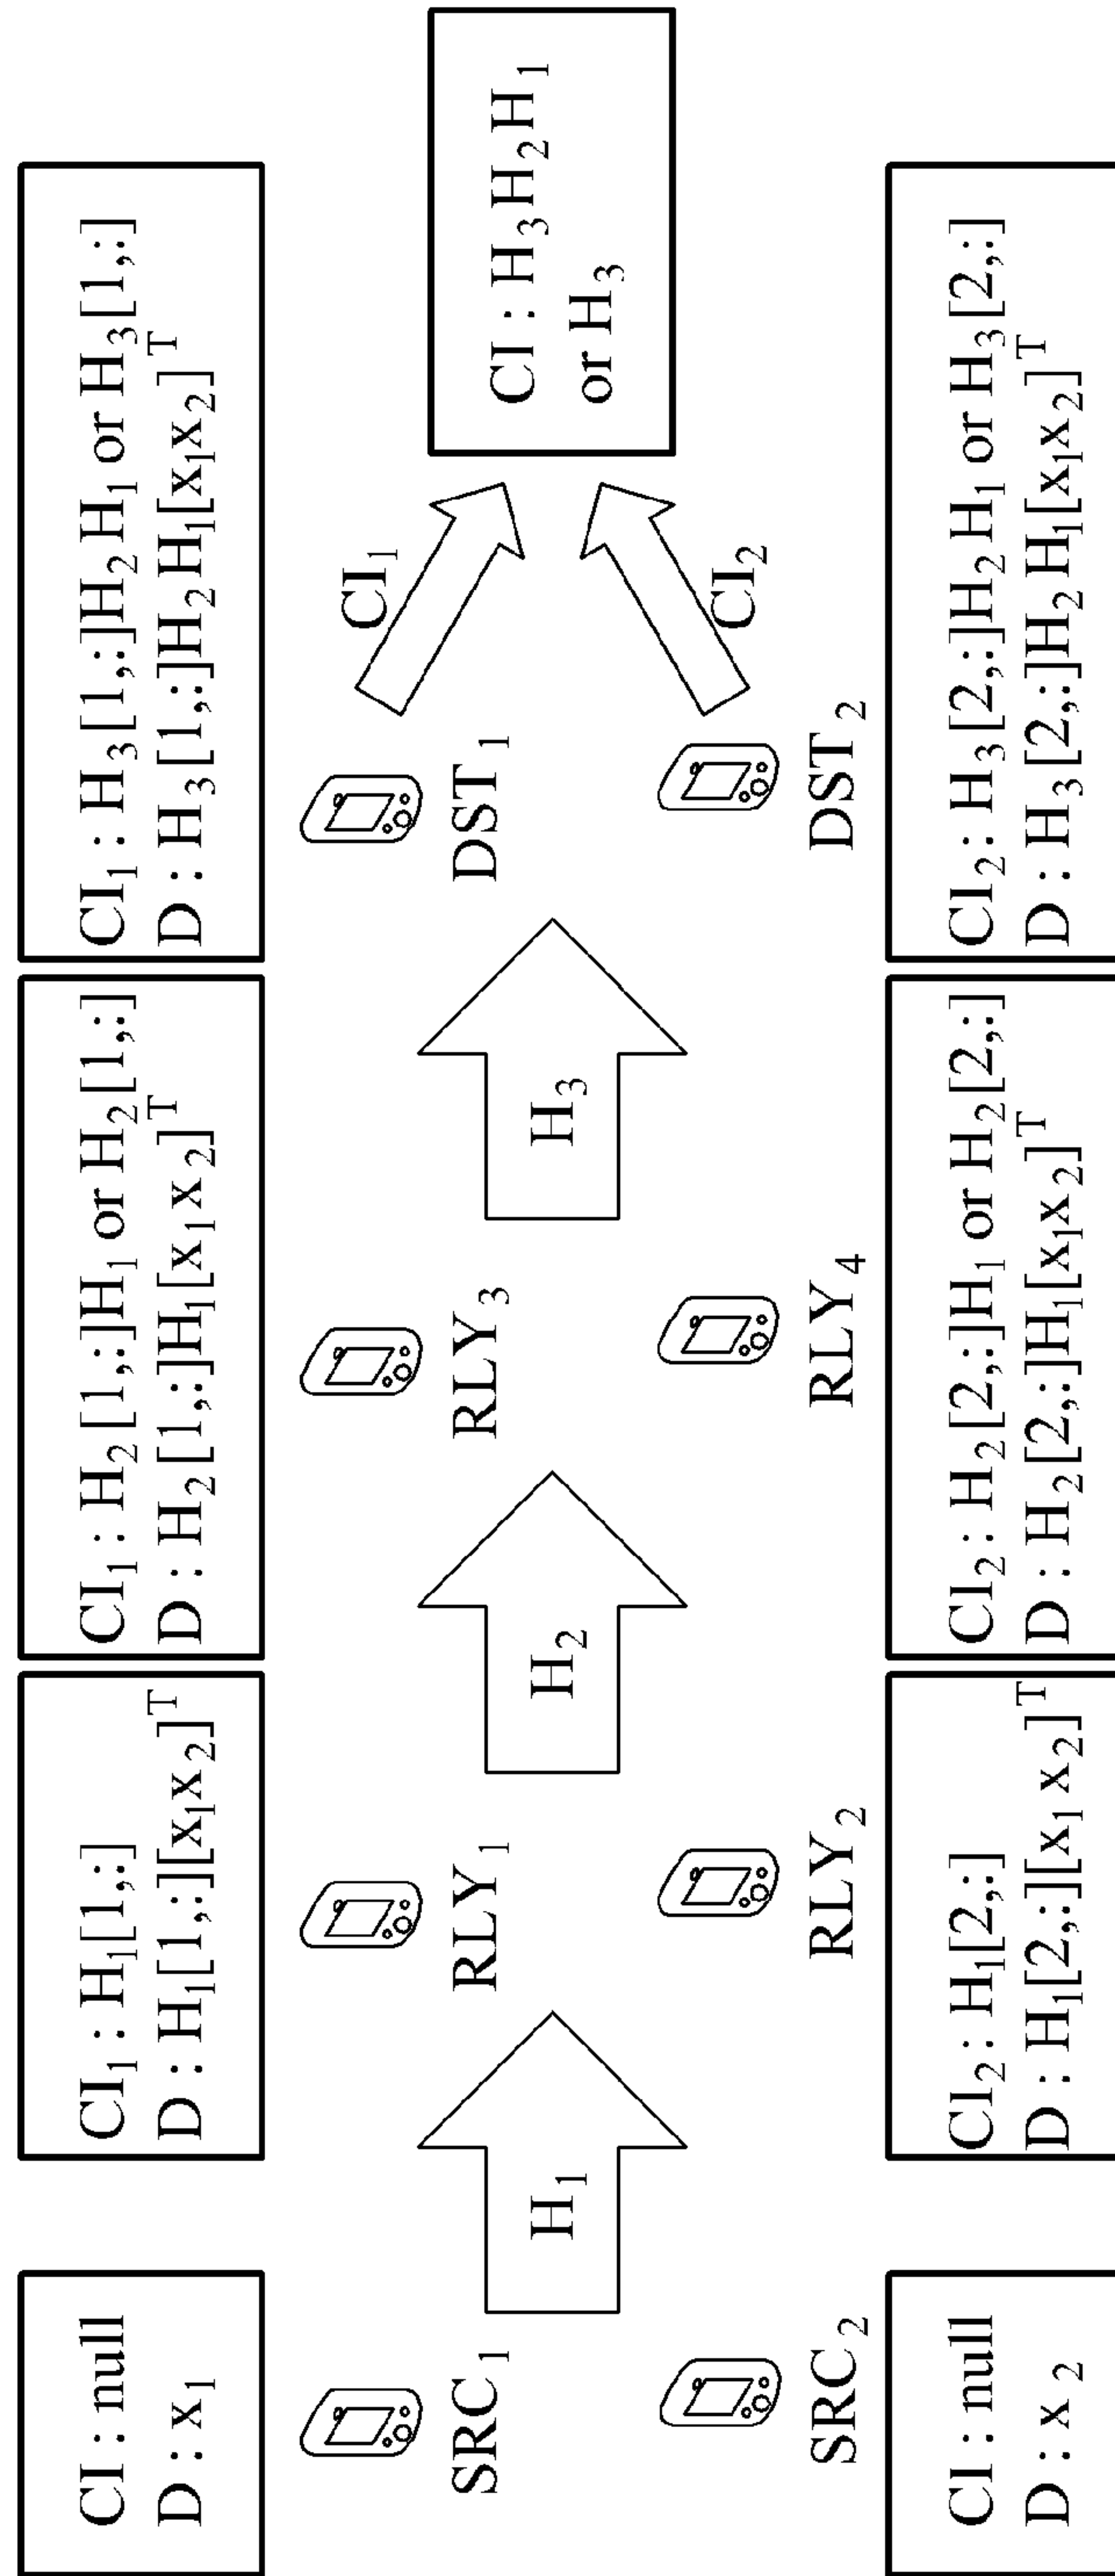 CI : null
D : x₁
CI₁ : H₁[1,:]
D : H₁[1,:][x₁x₂]ᵀ
CI₁ : H₂[1,:]H₁ or H₂[1,:]
D : H₂[1,:]H₁[x₁x₂]ᵀ
CI₁ : H₃[1,:]H₂H₁ or H₃[1,:]
D : H₃[1,:]H₂H₁[x₁x₂]ᵀ
SRC₁
RLY₁
RLY₃
DST₁
CI₁
H₁
H₂
H₃
CI : H₃H₂H₁
or H₃
CI₂
SRC₂
RLY₂
RLY₄
DST₂
CI : null
D : x₂
CI₂ : H₁[2,:]
D : H₁[2,:][x₁x₂]ᵀ
CI₂ : H₂[2,:]H₁ or H₂[2,:]
D : H₂[2,:]H₁[x₁x₂]ᵀ
CI₂ : H₃[2,:]H₂H₁ or H₃[2,:]
D : H₃[2,:]H₂H₁[x₁x₂]ᵀ